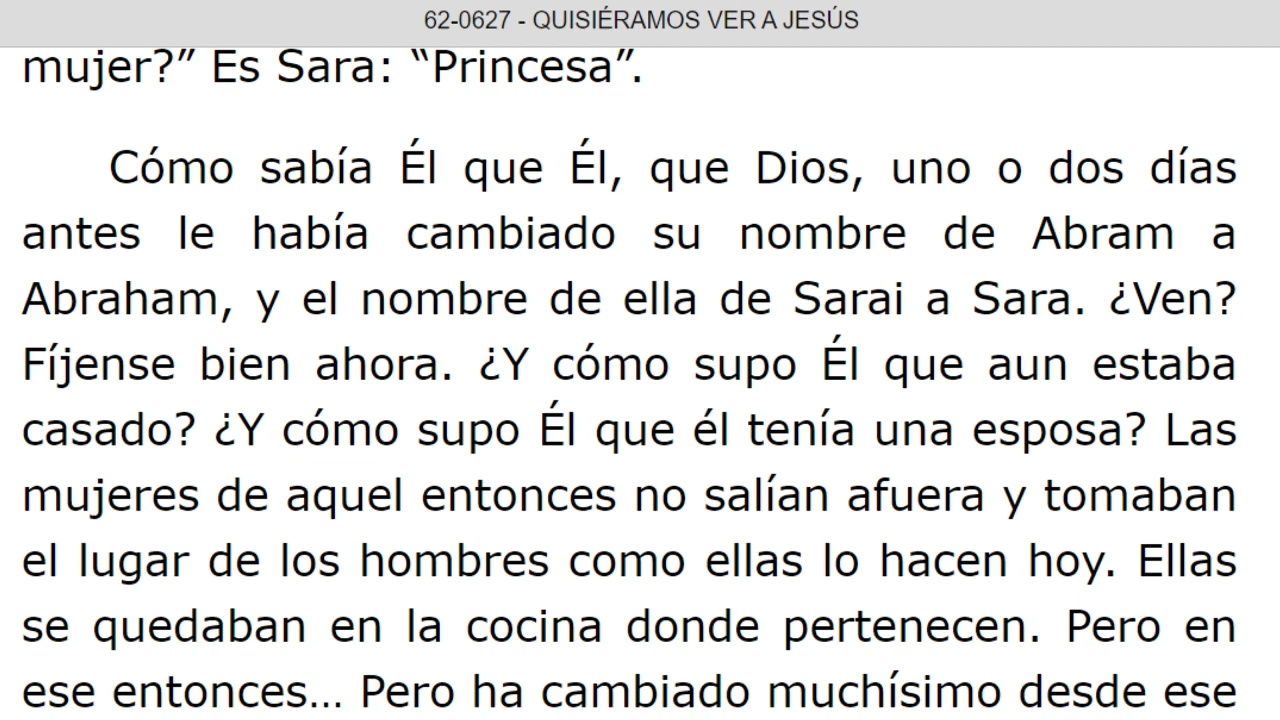 62-0627 - QUISIÉRAMOS VER A JESÚS
mujer?” Es Sara: “Princesa”.
Cómo sabía Él que Él, que Dios, uno o dos días
antes le había cambiado su nombre de Abram a
Abraham, y el nombre de ella de Sarai a Sara. ¿Ven?
Fíjense bien ahora. ¿Y cómo supo Él que aun estaba
casado? ¿Y cómo supo Él que él tenía una esposa? Las
mujeres de aquel entonces no salían afuera y tomaban
el lugar de los hombres como ellas lo hacen hoy. Ellas
se quedaban en la cocina donde pertenecen. Pero en
ese entonces... Pero ha cambiado muchísimo desde ese